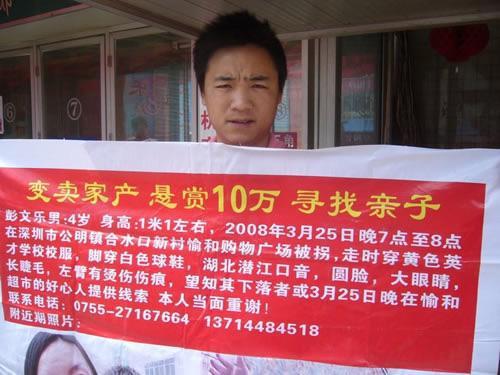 ⑥
⑦
变卖家产 悬赏10万 寻找亲子
彭文乐男:4岁 身高:1米1左右，2008年3月25日晚7点至8点
在深圳市公明镇合水口新村愉和购物广场被拐,走时穿黄色英
才学校校服，脚穿白色球鞋，湖北潜江口音，圆脸，大眼睛，
长睫毛，左臂有烫伤伤痕，望知其下落者或3月25日晚在愉和
超市的好心人提供线索 本人当面重谢!
联系电话：0755-27167664 13714484518
附近期照片：